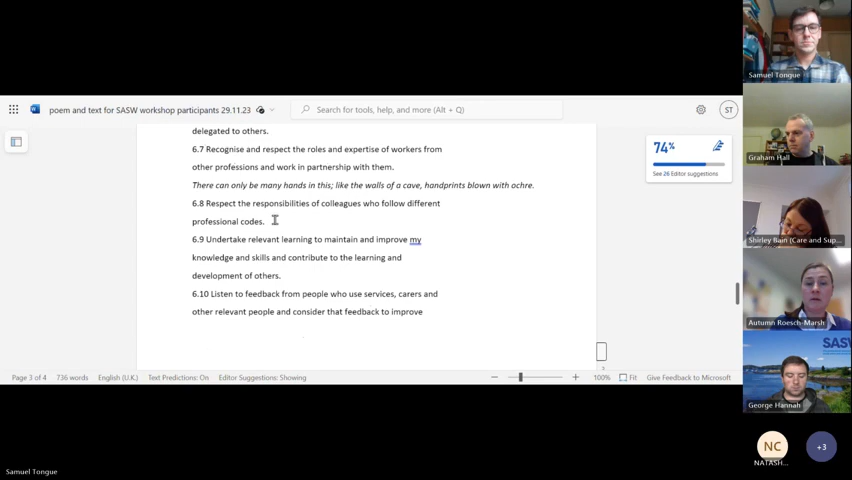 Samuel Tongue
poem and text for SASW workshop participants 29.11.23
Search for tools, help, and more (Alt + Q)
ST
delegated to others.
6.7 Recognise and respect the roles and expertise of workers from
other professions and work in partnership with them.
There can only be many hands in this; like the walls of a cave, handprints blown with ochre.
6.8 Respect the responsibilities of colleagues who follow different
professional codes.
6.9 Undertake relevant learning to maintain and improve my
knowledge and skills and contribute to the learning and
development of others.
6.10 Listen to feedback from people who use services, carers and
other relevant people and consider that feedback to improve
74%
See 26 Editor suggestions
Graham Hall
Shirley Bain (Care and Sup...
Autumn Roesch-Marsh
SASW
George Hannah
Page 3 of 4 736 words English (U.K.) Text Predictions: On Editor Suggestions: Showing
100% Fit Give Feedback to Microsoft
NC
NATASH...
+3
Samuel Tongue